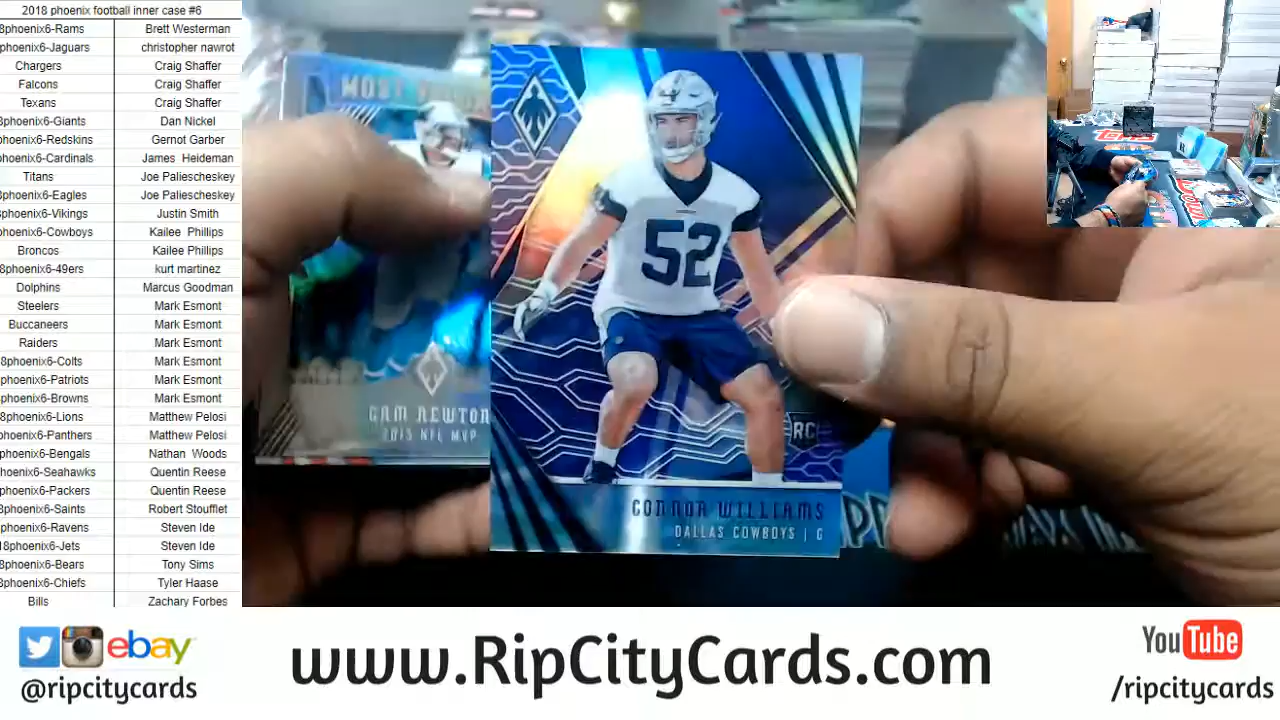 2018 phoenix football inner case #6
8phoenix6-Rams Brett Westerman
phoenix6-Jaguars christopher nawrot
Chargers Craig Shaffer
Falcons Craig Shaffer
Texans Craig Shaffer
8phoenix6-Giants Dan Nickel
phoenix6-Redskins Gernot Garber
phoenix6-Cardinals James Heideman
Titans Joe Paliescheskey
8phoenix6-Eagles Joe Paliescheskey
8phoenix6-Vikings Justin Smith
phoenix6-Cowboys Kailee Phillips
Broncos Kailee Phillips
8phoenix6-49ers kurt martinez
Dolphins Marcus Goodman
Steelers Mark Esmont
Buccaneers Mark Esmont
Raiders Mark Esmont
8phoenix6-Colts Mark Esmont
phoenix6-Patriots Mark Esmont
phoenix6-Browns Mark Esmont
8phoenix6-Lions Matthew Pelosi
phoenix6-Panthers Matthew Pelosi
phoenix6-Bengals Nathan Woods
hoenix6-Seahawks Quentin Reese
phoenix6-Packers Quentin Reese
8phoenix6-Saints Robert Stoufflet
phoenix6-Ravens Steven Ide
18phoenix6-Jets Steven Ide
8phoenix6-Bears Tony Sims
8phoenix6-Chiefs Tyler Haase
Bills Zachary Forbes
MOST
CAM NEWTON
2015 NFL MVP
52
RC
CONNOR WILLIAMS
DALLAS COWBOYS | G
Topps
ebay
@ripcitycards
www.RipCityCards.com
YouTube
/ripcitycards